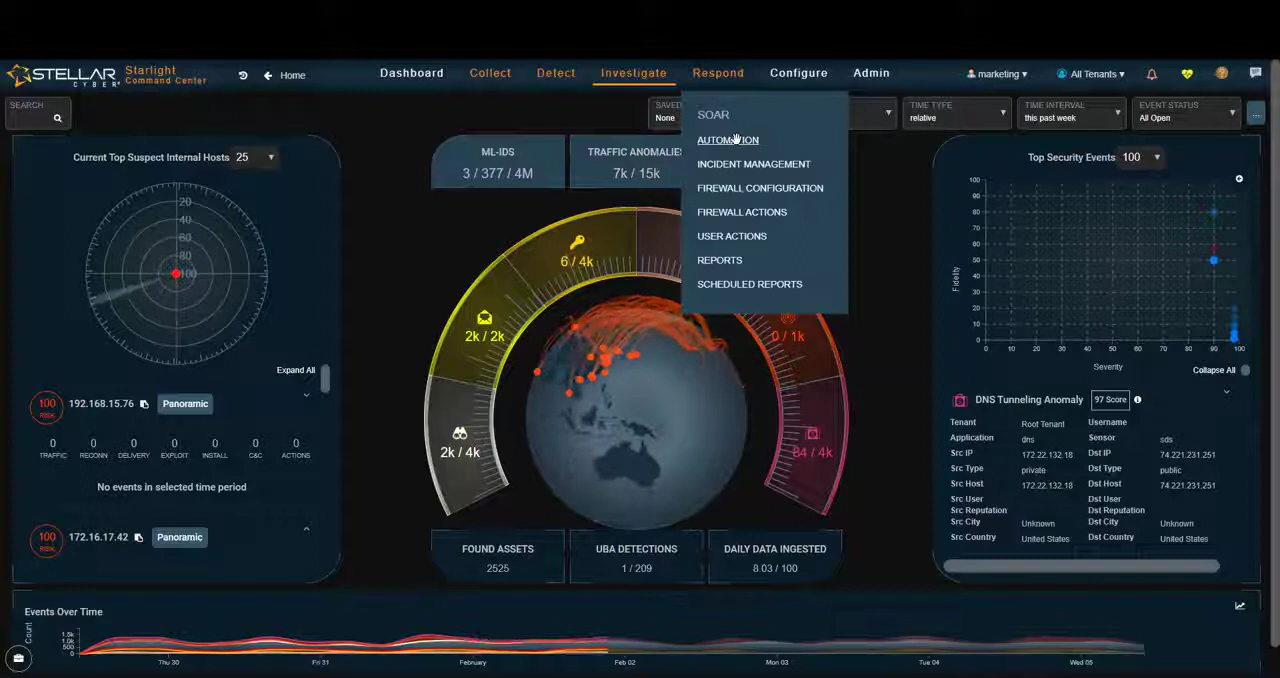 STELLAR
CYBER
Starlight
Command Center
Home
Dashboard
Collect
Detect
Investigate
Respond
Configure
Admin
marketing
All Tenants
SEARCH
SAVED
None
TIME TYPE
relative
TIME INTERVAL
this past week
EVENT STATUS
All Open
...
SOAR
AUTOMATION
INCIDENT MANAGEMENT
FIREWALL CONFIGURATION
FIREWALL ACTIONS
USER ACTIONS
REPORTS
SCHEDULED REPORTS
Current Top Suspect Internal Hosts 25
20
40
60
80
100
Expand All
100
RISK
192.168.15.76
Panoramic
0 0 0 0 0 0 0
TRAFFIC RECONN DELIVERY EXPLOIT INSTALL C&C ACTIONS
No events in selected time period
100
RISK
172.16.17.42
Panoramic
ML-IDS
3 / 377 / 4M
TRAFFIC ANOMALIES
7k / 15k
6 / 4k
2k / 2k
2k / 4k
0 / 1k
84 / 4k
FOUND ASSETS
2525
UBA DETECTIONS
1 / 209
DAILY DATA INGESTED
8 03 / 100
Top Security Events 100
100
90
80
70
60
50
40
30
20
10
0
Fidelity
0 10 20 30 40 50 60 70 80 90 100
Severity
Collapse All
DNS Tunneling Anomaly
97 Score
Tenant Root Tenant Username
Application dns Sensor sds
Src IP 172.22.132.18 Dst IP 74.221.231.251
Src Type private Dst Type public
Src Host 172.22.132.18 Dst Host 74.221.231.251
Src User Dst User
Src Reputation Dst Reputation
Src City Unknown Dst City Unknown
Src Country United States Dst Country United States
Events Over Time
Count
1.5k
1.0k
500
0
Thu 30 Fri 31 February Feb 02 Mon 03 Tue 04 Wed 05